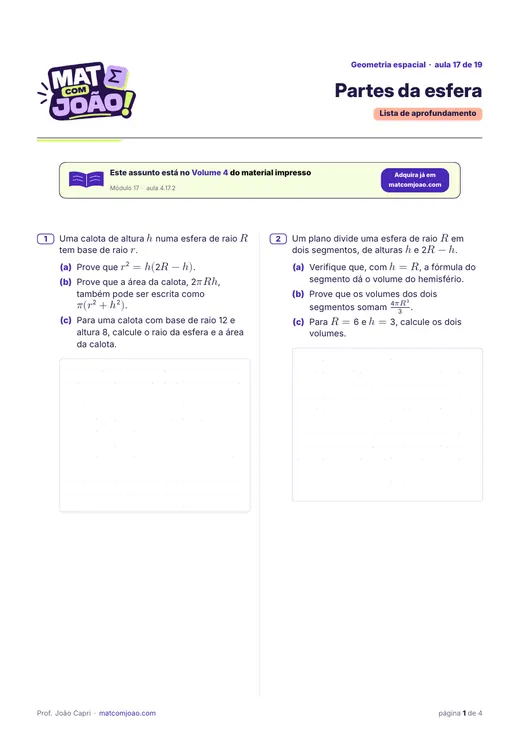 MAT Σ
COM
JOÃO!
Geometria espacial · aula 17 de 19
Partes da esfera
Lista de aprofundamento
Este assunto está no Volume 4 do material impresso
Módulo 17 · aula 4.17.2
Adquira já em
matcomjoao.com
1 Uma calota de altura h numa esfera de raio R
tem base de raio r.
(a) Prove que r² = h(2R − h).
(b) Prove que a área da calota, 2πRh,
também pode ser escrita como
π(r² + h²).
(c) Para uma calota com base de raio 12 e
altura 8, calcule o raio da esfera e a área
da calota.
2 Um plano divide uma esfera de raio R em
dois segmentos, de alturas h e 2R − h.
(a) Verifique que, com h = R, a fórmula do
segmento dá o volume do hemisfério.
(b) Prove que os volumes dos dois
segmentos somam 4πR³/3.
(c) Para R = 6 e h = 3, calcule os dois
volumes.
Prof. João Capri · matcomjoao.com
página 1 de 4